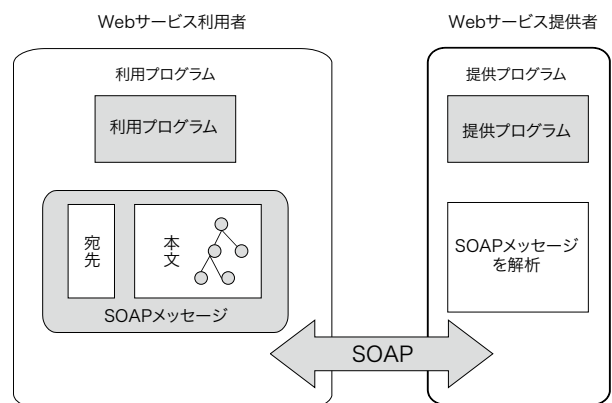 Webサービス利用者
Webサービス提供者
利用プログラム
利用プログラム
提供プログラム
提供プログラム
宛先
本文
SOAPメッセージ
SOAPメッセージ
を解析
SOAP